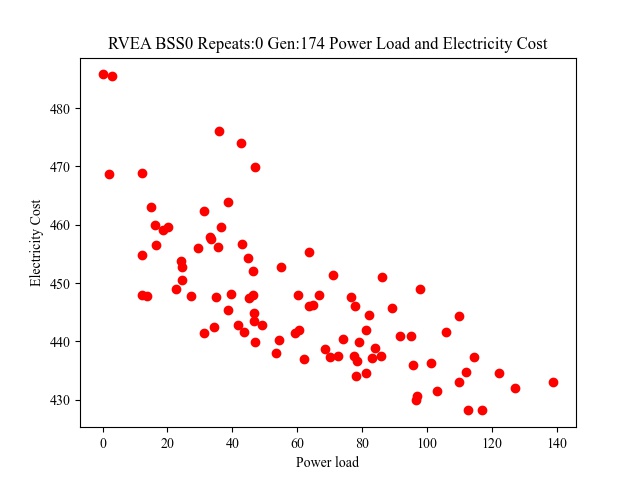 RVEA BSS0 Repeats:0 Gen:174 Power Load and Electricity Cost
Electricity Cost
480
470
460
450
440
430
0 20 40 60 80 100 120 140
Power load